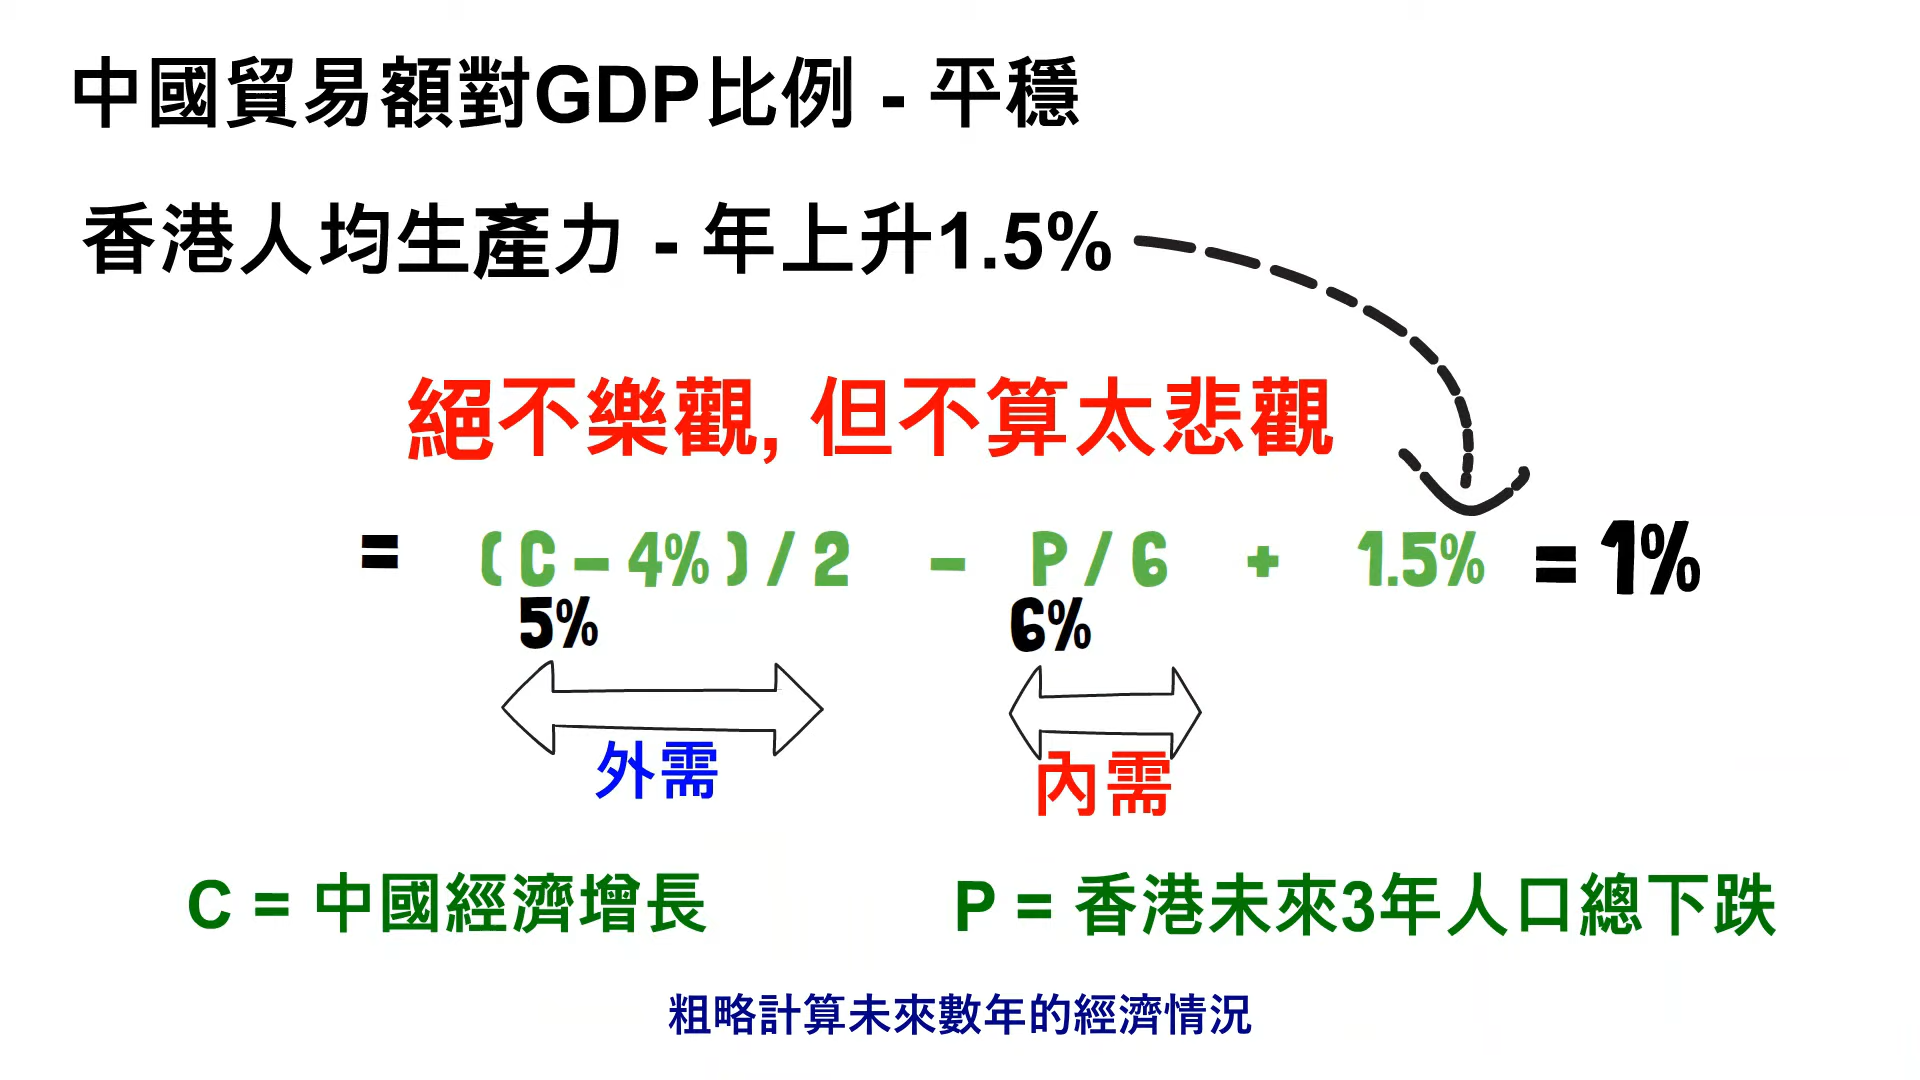 中國貿易額對GDP比例 - 平穩
香港人均生產力 - 年上升1.5%
絕不樂觀, 但不算太悲觀
= ( C – 4% ) / 2 – P / 6 + 1.5% = 1%
5% 6%
外需 內需
C = 中國經濟增長 P = 香港未來3年人口總下跌
粗略計算未來數年的經濟情況